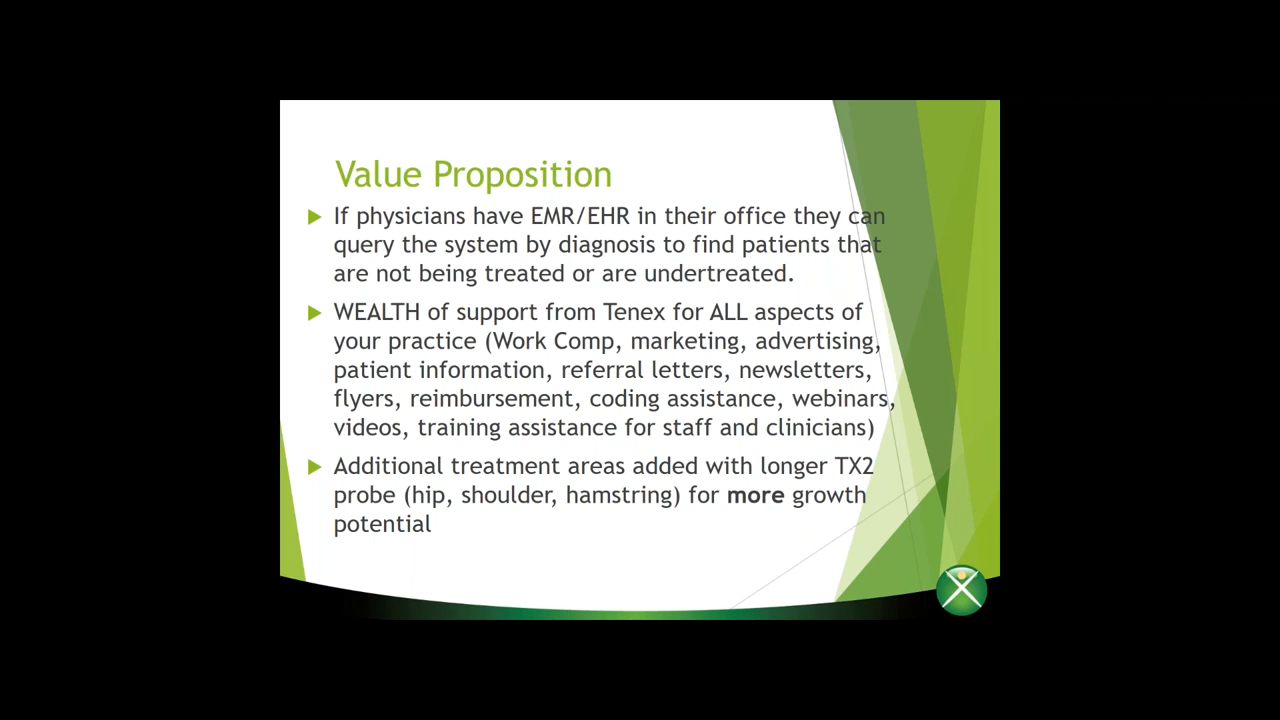 Value Proposition
If physicians have EMR/EHR in their office they can
query the system by diagnosis to find patients that
are not being treated or are undertreated.
WEALTH of support from Tenex for ALL aspects of
your practice (Work Comp, marketing, advertising,
patient information, referral letters, newsletters,
flyers, reimbursement, coding assistance, webinars,
videos, training assistance for staff and clinicians)
Additional treatment areas added with longer TX2
probe (hip, shoulder, hamstring) for more growth
potential